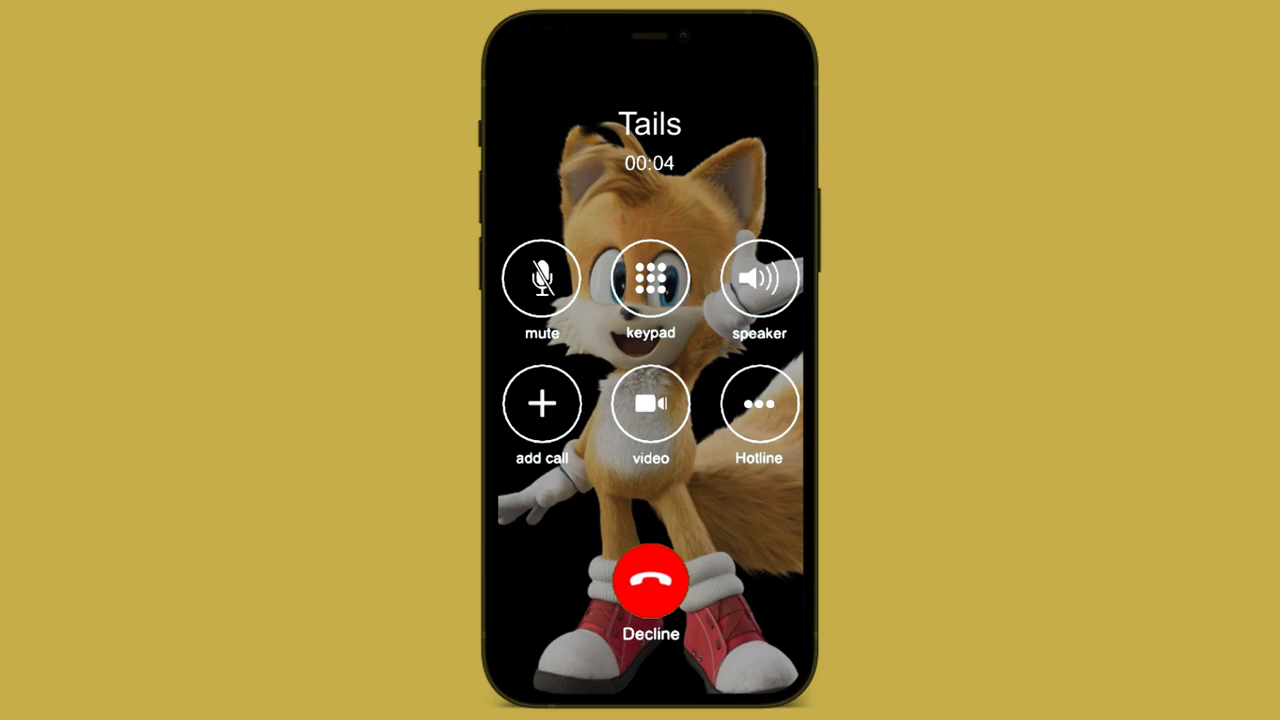 Tails
00:04
mute keypad speaker
add call video Hotline
Decline